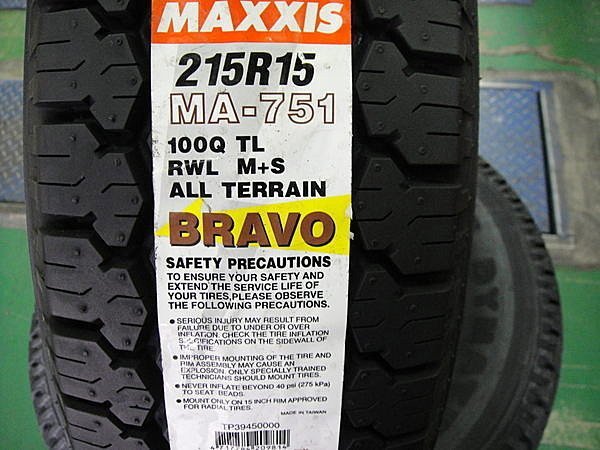 MAXXIS
215R15
MA-751
100Q TL
RWL M+S
ALL TERRAIN
BRAVO
SAFETY PRECAUTIONS
TO ENSURE YOUR SAFETY AND
EXTEND THE SERVICE LIFE OF
YOUR TIRES,PLEASE OBSERVE
THE FOLLOWING PRECAUTIONS.
● SERIOUS INJURY MAY RESULT FROM
FAILURE DUE TO UNDER OR OVER
INFLATION. CHECK THE TIRE INFLATION
SPECIFICATIONS ON THE SIDEWALL OF
THE TIRE.
● IMPROPER MOUNTING OF THE TIRE AND
RIM ASSEMBLY MAY CAUSE AN
EXPLOSION. ONLY SPECIALLY TRAINED
TECHNICIANS SHOULD MOUNT TIRES.
● NEVER INFLATE BEYOND 40 psi (275 kPa)
TO SEAT BEADS.
● MOUNT ONLY ON 15 INCH RIM APPROVED
FOR RADIAL TIRES.
MADE IN TAIWAN
TP39450000